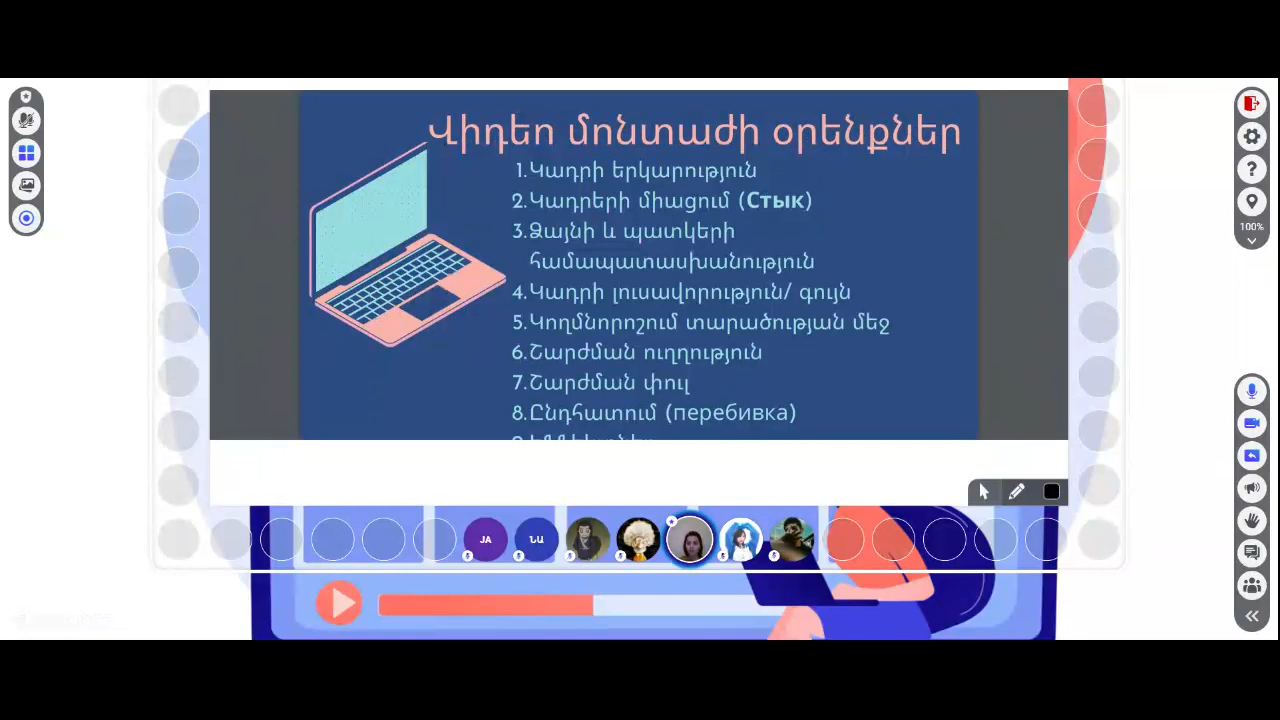 Վիդեո մոնտաժի օրենքներ
1.Կադրի երկարություն
2.Կադրերի միացում (Стык)
3.Ձայնի և պատկերի
համապատասխանություն
4.Կադրի լուսավորություն/ գույն
5.Կողմնորոշում տարածության մեջ
6.Շարժման ուղղություն
7.Շարժման փուլ
8.Ընդհատում (перебивка)
100%
JA
ՆԱ